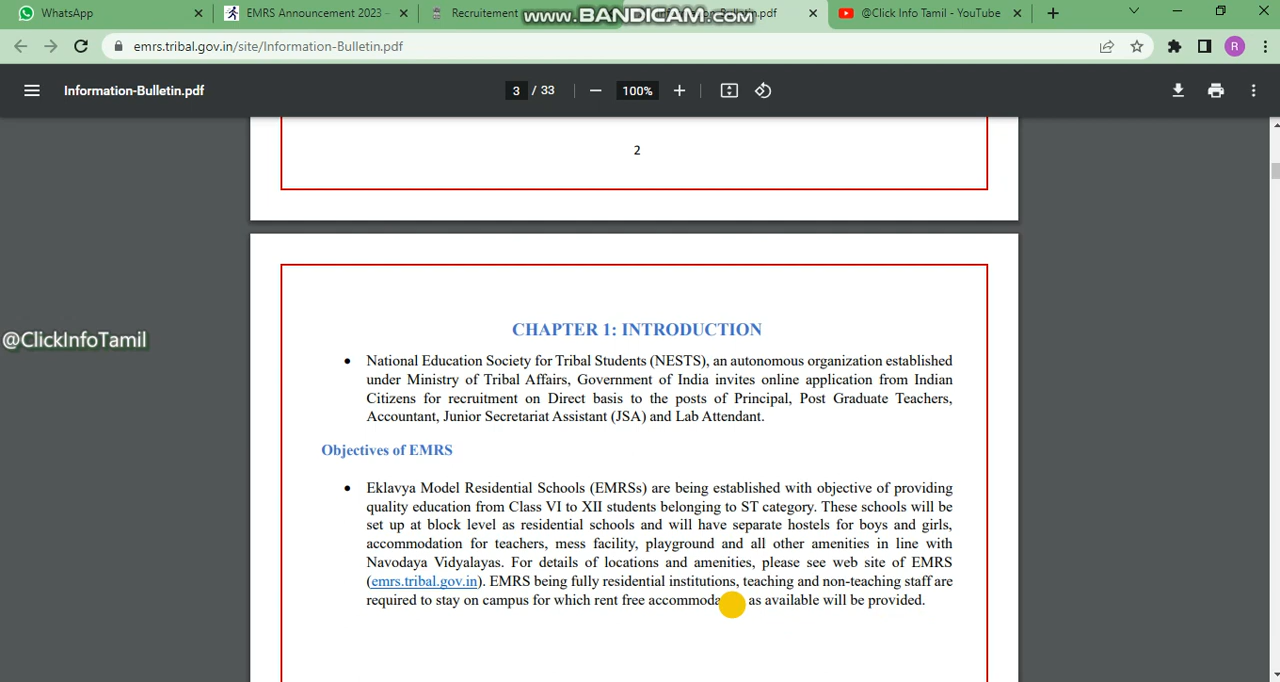 WhatsApp
EMRS Announcement 2023 –
Recruitement
www.BANDICAM.com
.pdf
@Click Info Tamil - YouTube
emrs.tribal.gov.in/site/Information-Bulletin.pdf
R
Information-Bulletin.pdf
3 / 33
100%
2
@ClickInfoTamil
CHAPTER 1: INTRODUCTION
• National Education Society for Tribal Students (NESTS), an autonomous organization established
under Ministry of Tribal Affairs, Government of India invites online application from Indian
Citizens for recruitment on Direct basis to the posts of Principal, Post Graduate Teachers,
Accountant, Junior Secretariat Assistant (JSA) and Lab Attendant.
Objectives of EMRS
• Eklavya Model Residential Schools (EMRSs) are being established with objective of providing
quality education from Class VI to XII students belonging to ST category. These schools will be
set up at block level as residential schools and will have separate hostels for boys and girls,
accommodation for teachers, mess facility, playground and all other amenities in line with
Navodaya Vidyalayas. For details of locations and amenities, please see web site of EMRS
(emrs.tribal.gov.in). EMRS being fully residential institutions, teaching and non-teaching staff are
required to stay on campus for which rent free accommoda as available will be provided.